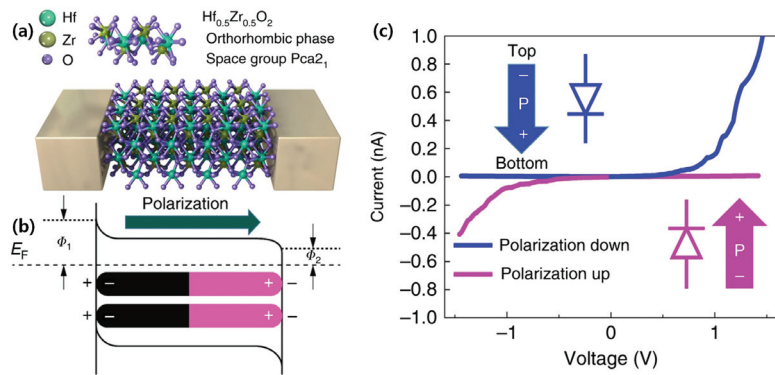 (a)
Hf
Hf₀.₅Zr₀.₅O₂
Zr
Orthorhombic phase
O
Space group Pca2₁
(b)
Polarization
E_F
Φ₁
Φ₂
+ − + −
+ − + −
(c)
Current (nA)
1.0
0.8
0.6
0.4
0.2
0.0
−0.2
−0.4
−0.6
−0.8
−1.0
Top
− P +
Bottom
+ P −
Polarization down
Polarization up
−1 0 1
Voltage (V)